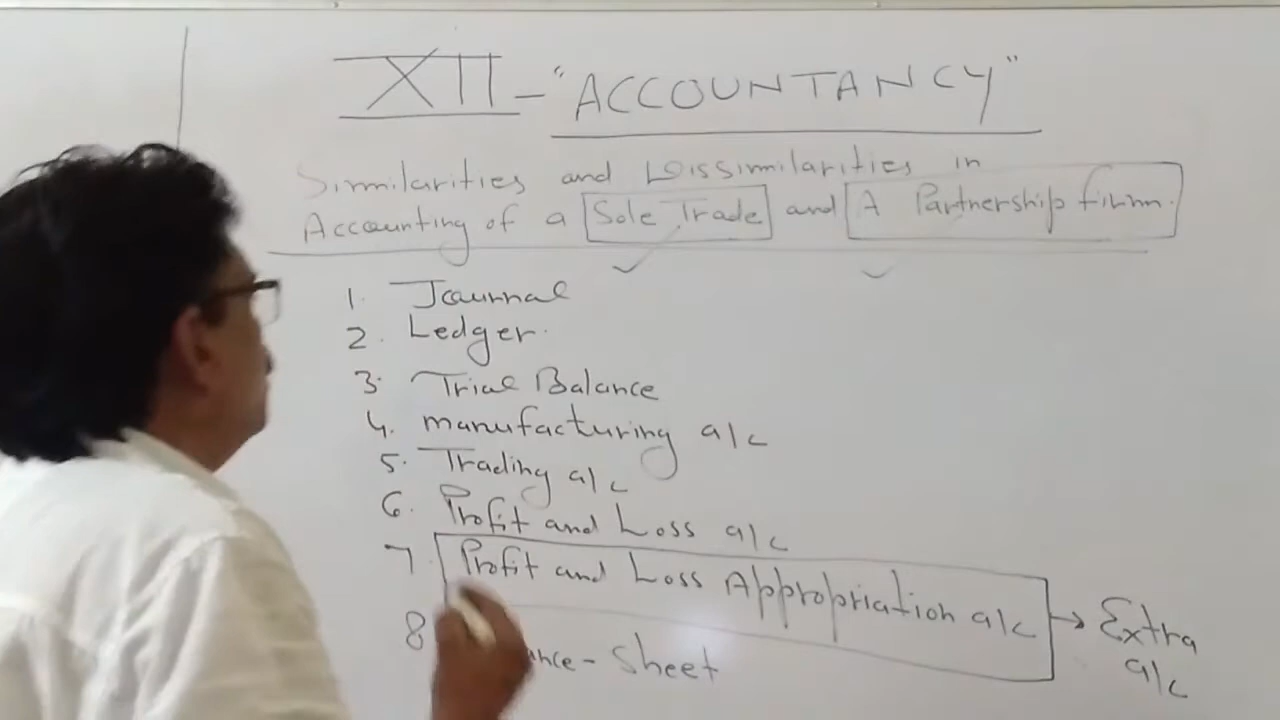 XII - "ACCOUNTANCY"
Similarities and Dissimilarities in
Accounting of a Sole Trade and A Partnership firm.
1. Journal
2. Ledger.
3. Trial Balance
4. manufacturing a/c
5. Trading a/c
6. Profit and Loss a/c
7 Profit and Loss Appropriation a/c → Extra a/c
8 ance - Sheet